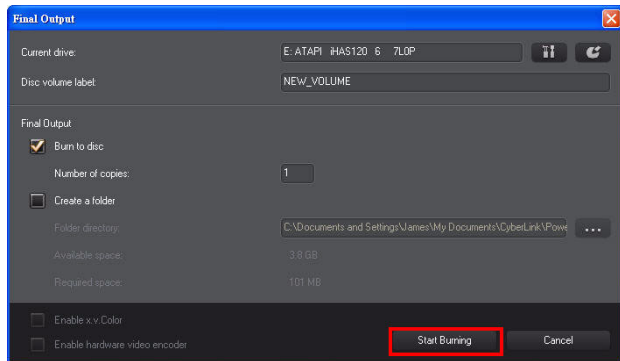 Final Output
Current drive: E: ATAPI iHAS120 6 7L0P
Disc volume label: NEW_VOLUME
Final Output
Burn to disc
Number of copies: 1
Create a folder
Folder directory: C:\Documents and Settings\James\My Documents\CyberLink\Powe ...
Available space: 3.8 GB
Required space: 101 MB
Enable x.v.Color
Enable hardware video encoder
Start Burning Cancel